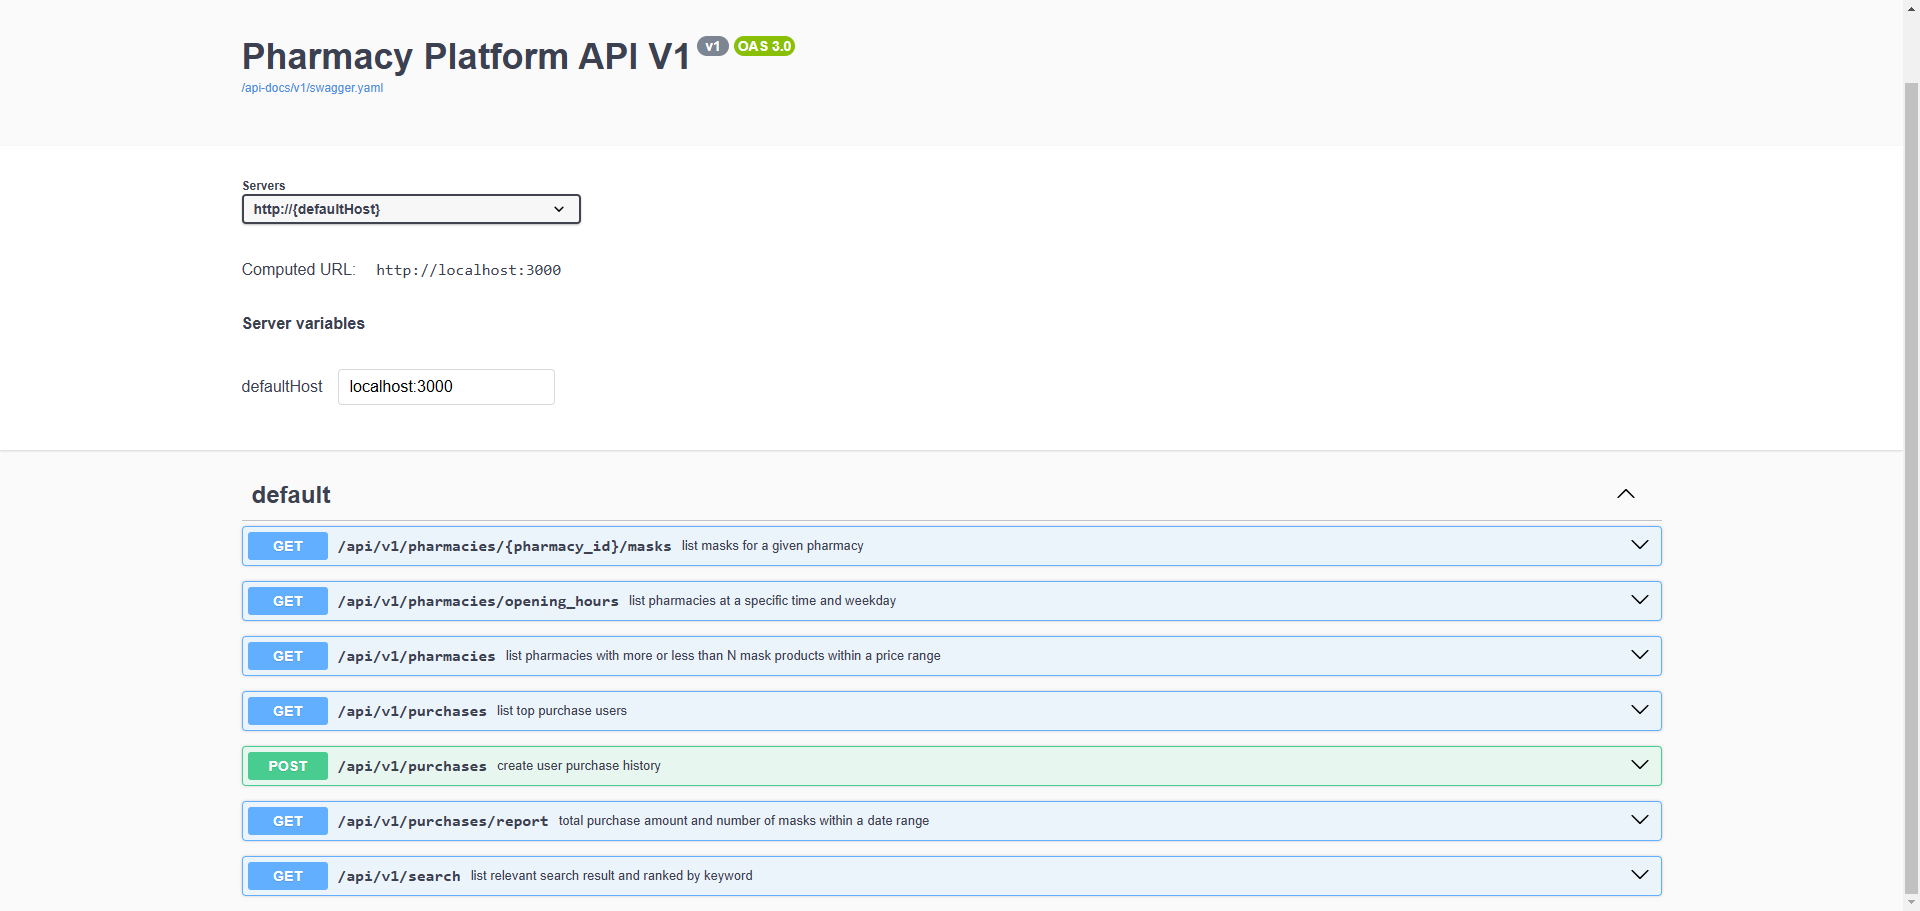 Pharmacy Platform API V1 v1 OAS 3.0
/api-docs/v1/swagger.yaml
Servers
http://{defaultHost}
Computed URL: http://localhost:3000
Server variables
defaultHost localhost:3000
default
GET /api/v1/pharmacies/{pharmacy_id}/masks list masks for a given pharmacy
GET /api/v1/pharmacies/opening_hours list pharmacies at a specific time and weekday
GET /api/v1/pharmacies list pharmacies with more or less than N mask products within a price range
GET /api/v1/purchases list top purchase users
POST /api/v1/purchases create user purchase history
GET /api/v1/purchases/report total purchase amount and number of masks within a date range
GET /api/v1/search list relevant search result and ranked by keyword